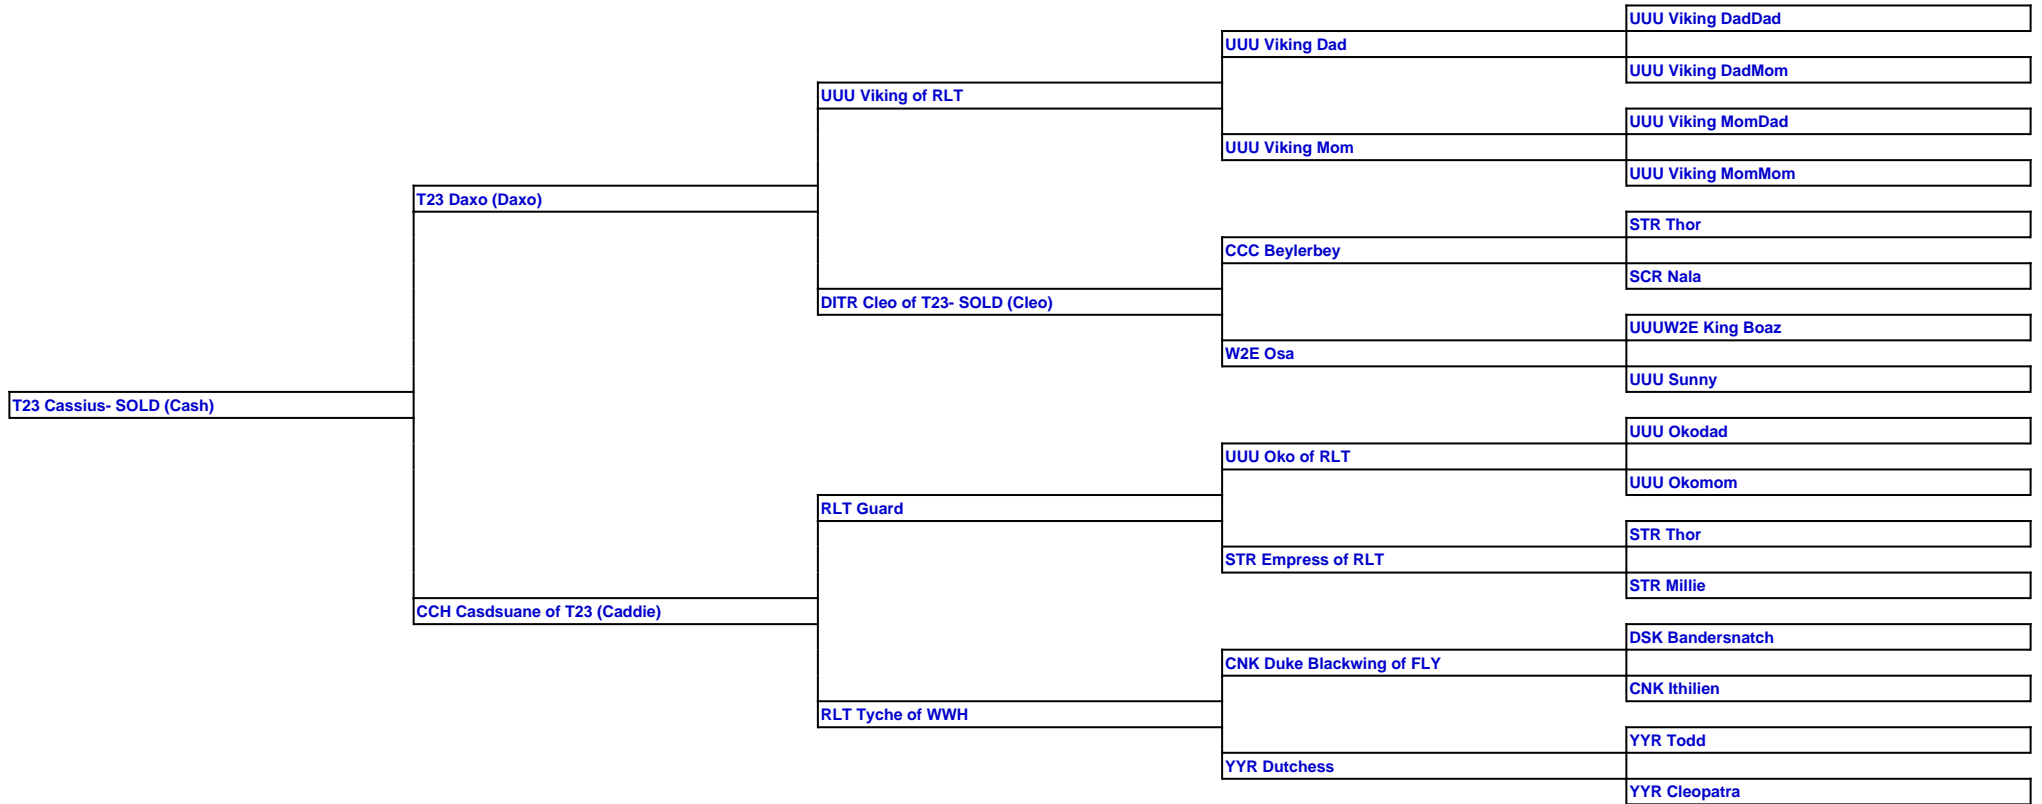 UUU Viking DadDad
UUU Viking Dad
UUU Viking DadMom
UUU Viking of RLT
UUU Viking MomDad
UUU Viking Mom
UUU Viking MomMom
T23 Daxo (Daxo)
STR Thor
CCC Beylerbey
SCR Nala
DITR Cleo of T23- SOLD (Cleo)
UUUW2E King Boaz
W2E Osa
UUU Sunny
T23 Cassius- SOLD (Cash)
UUU Okodad
UUU Oko of RLT
UUU Okomom
RLT Guard
STR Thor
STR Empress of RLT
STR Millie
CCH Casdsuane of T23 (Caddie)
DSK Bandersnatch
CNK Duke Blackwing of FLY
CNK Ithilien
RLT Tyche of WWH
YYR Todd
YYR Dutchess
YYR Cleopatra